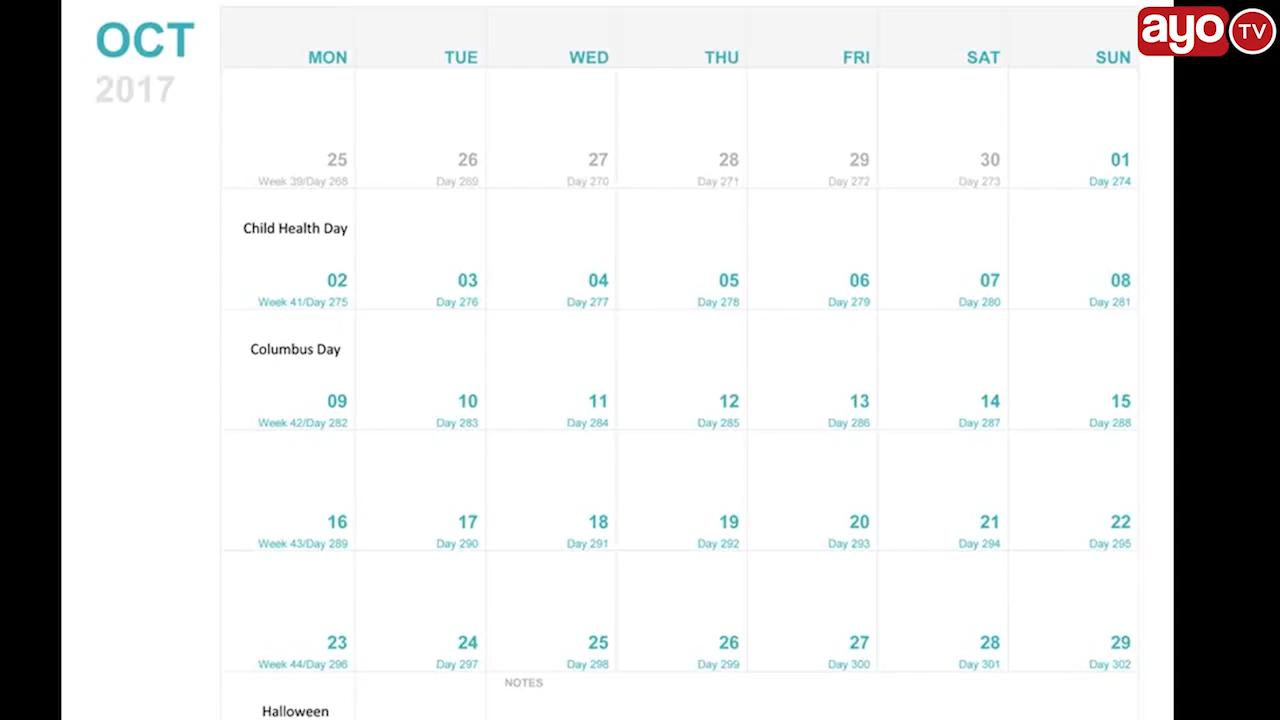 ayo TV
OCT
2017
MON TUE WED THU FRI SAT SUN
25 26 27 28 29 30 01
Week 39/Day 268 Day 269 Day 270 Day 271 Day 272 Day 273 Day 274
Child Health Day
02 03 04 05 06 07 08
Week 41/Day 275 Day 276 Day 277 Day 278 Day 279 Day 280 Day 281
Columbus Day
09 10 11 12 13 14 15
Week 42/Day 282 Day 283 Day 284 Day 285 Day 286 Day 287 Day 288
16 17 18 19 20 21 22
Week 43/Day 289 Day 290 Day 291 Day 292 Day 293 Day 294 Day 295
23 24 25 26 27 28 29
Week 44/Day 296 Day 297 Day 298 Day 299 Day 300 Day 301 Day 302
NOTES
Halloween